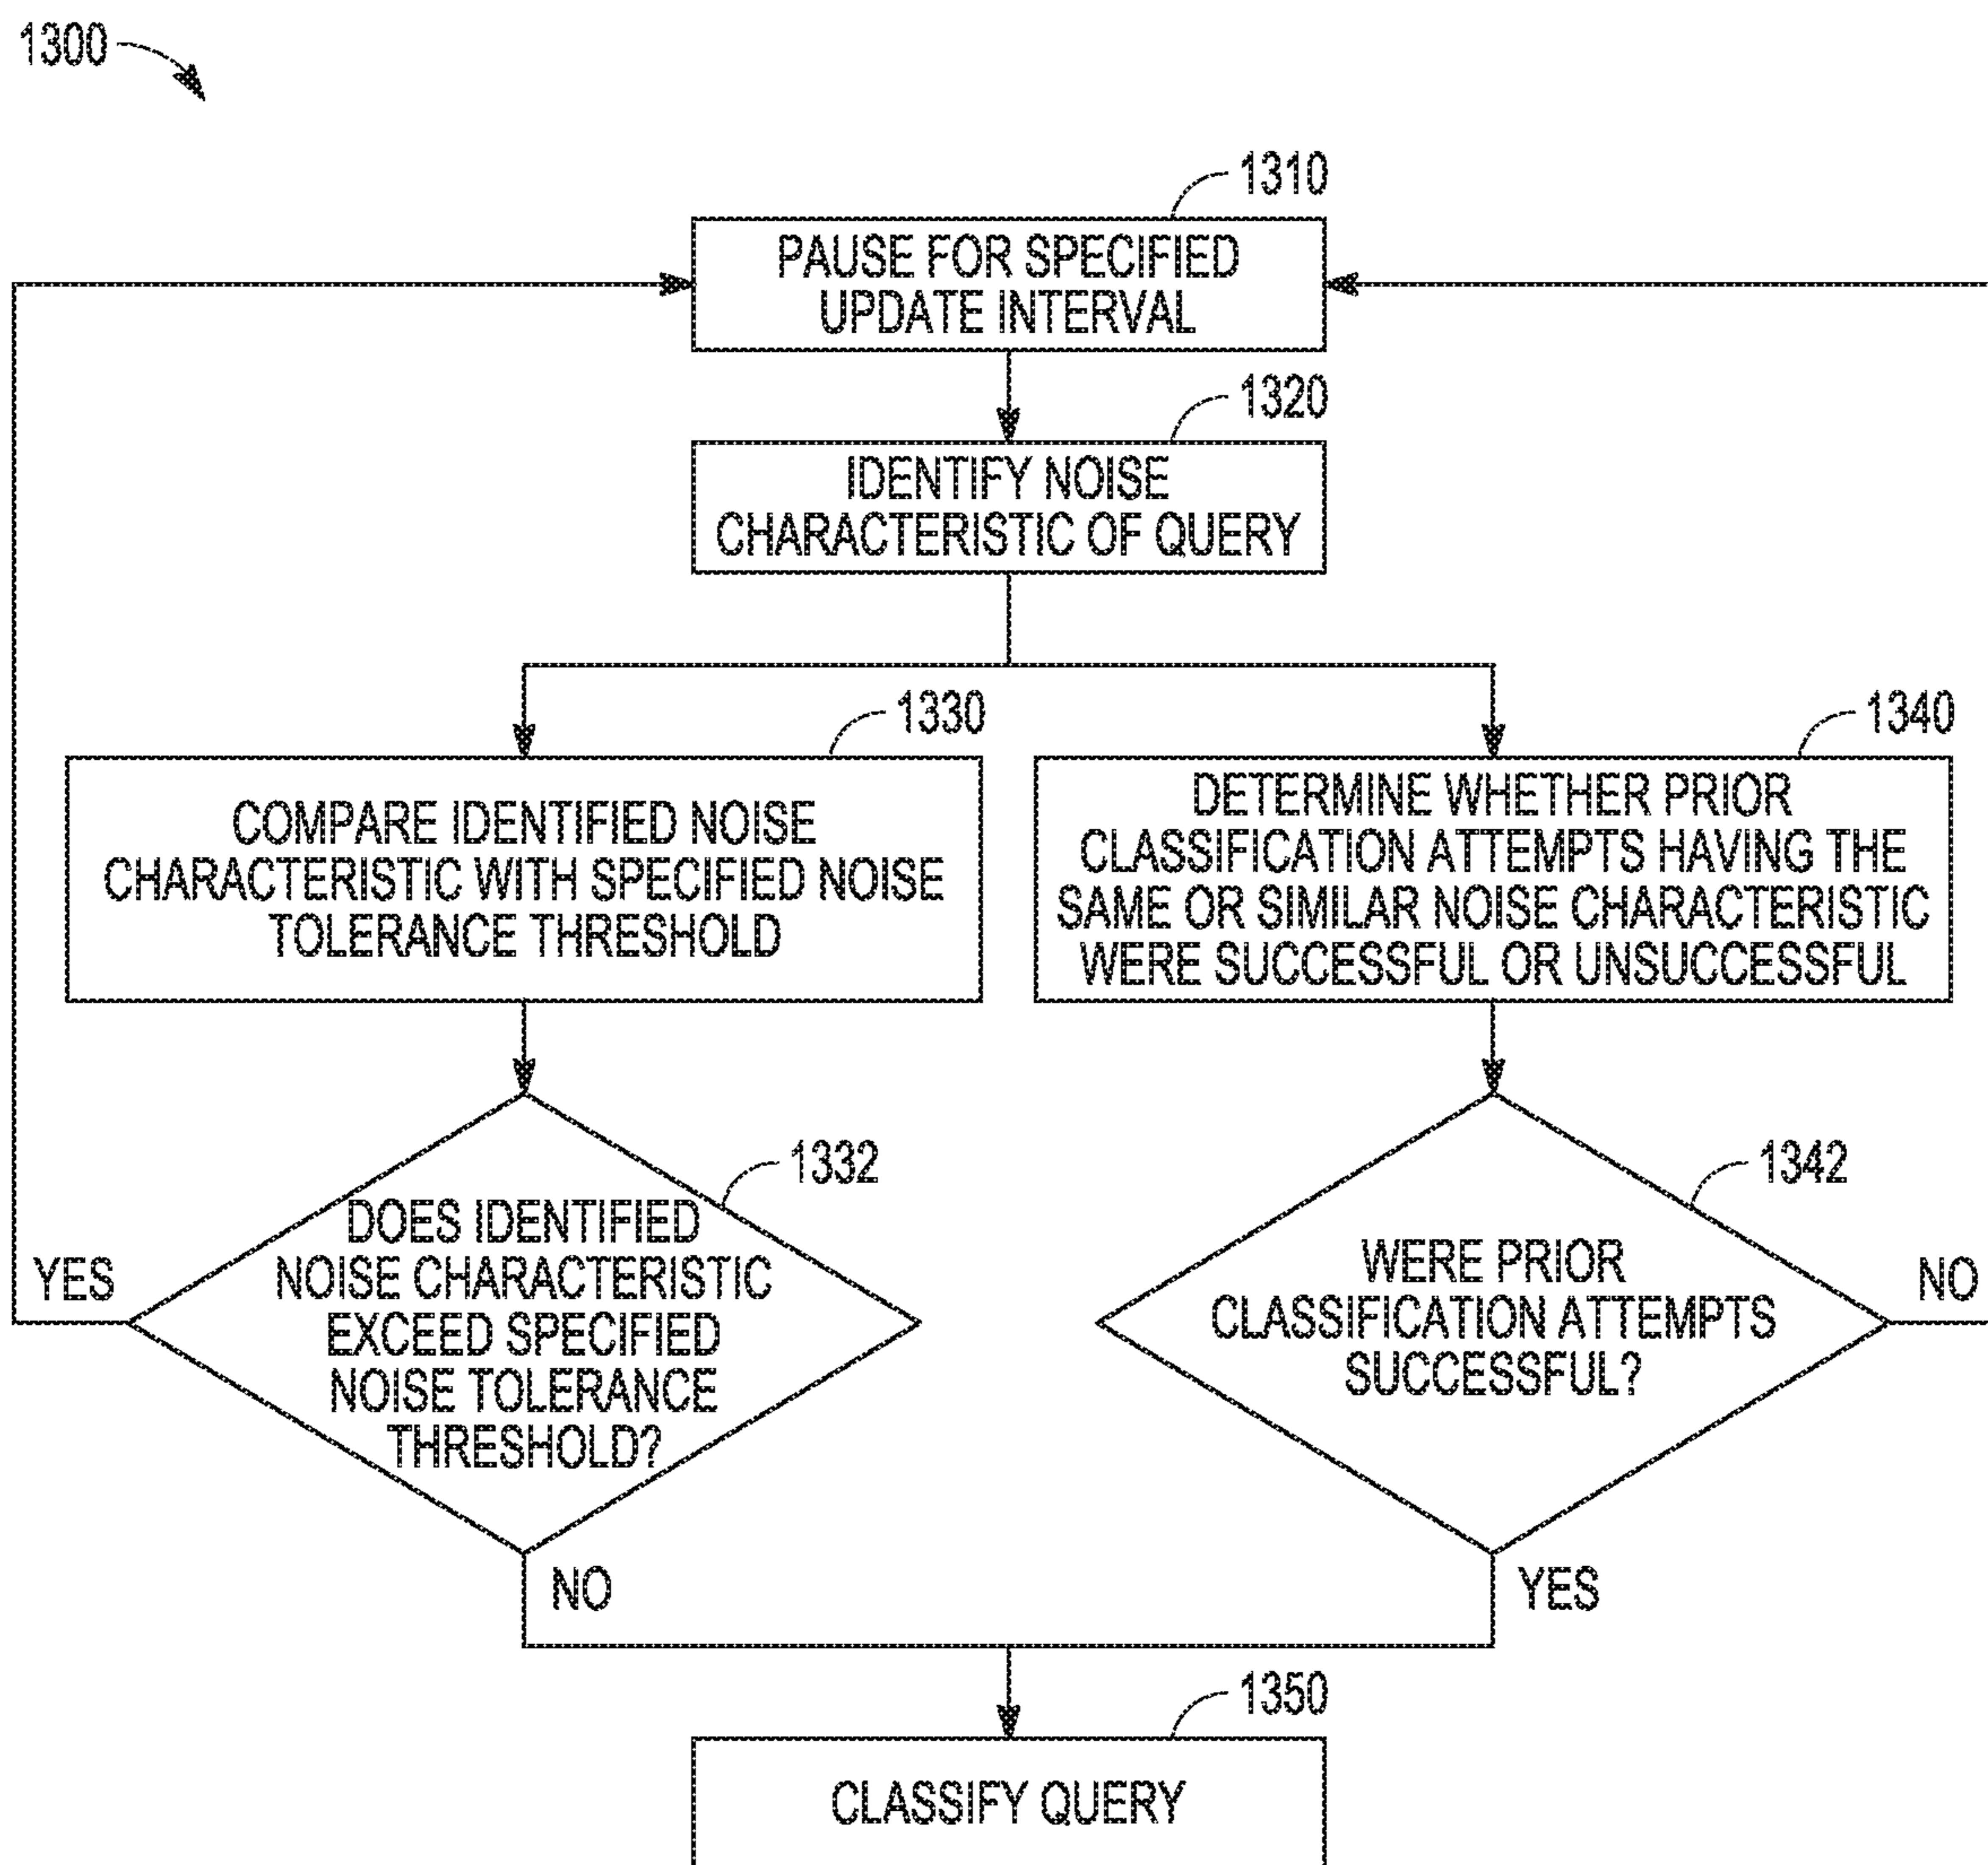 1300
1310
PAUSE FOR SPECIFIED
UPDATE INTERVAL
1320
IDENTIFY NOISE
CHARACTERISTIC OF QUERY
1330
COMPARE IDENTIFIED NOISE
CHARACTERISTIC WITH SPECIFIED NOISE
TOLERANCE THRESHOLD
1340
DETERMINE WHETHER PRIOR
CLASSIFICATION ATTEMPTS HAVING THE
SAME OR SIMILAR NOISE CHARACTERISTIC
WERE SUCCESSFUL OR UNSUCCESSFUL
1332
DOES IDENTIFIED
NOISE CHARACTERISTIC
EXCEED SPECIFIED
NOISE TOLERANCE
THRESHOLD?
YES
NO
1342
WERE PRIOR
CLASSIFICATION ATTEMPTS
SUCCESSFUL?
NO
YES
1350
CLASSIFY QUERY